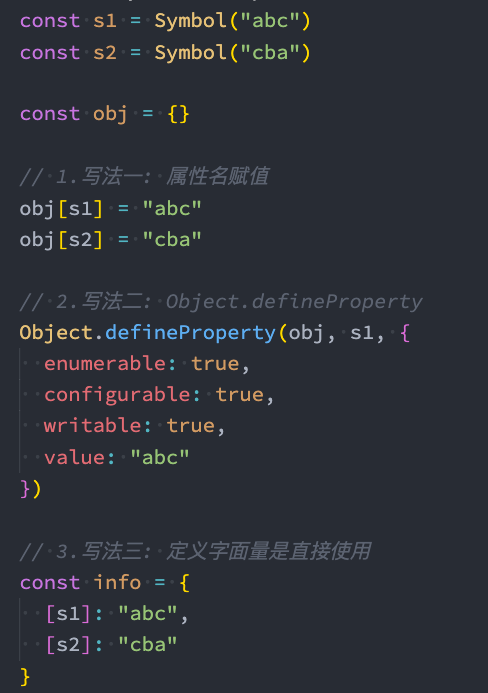 const s1 = Symbol("abc")
const s2 = Symbol("cba")
const obj = {}
// 1.写法一: 属性名赋值
obj[s1] = "abc"
obj[s2] = "cba"
// 2.写法二: Object.defineProperty
Object.defineProperty(obj, s1, {
  enumerable: true,
  configurable: true,
  writable: true,
  value: "abc"
})
// 3.写法三: 定义字面量是直接使用
const info = {
  [s1]: "abc",
  [s2]: "cba"
}